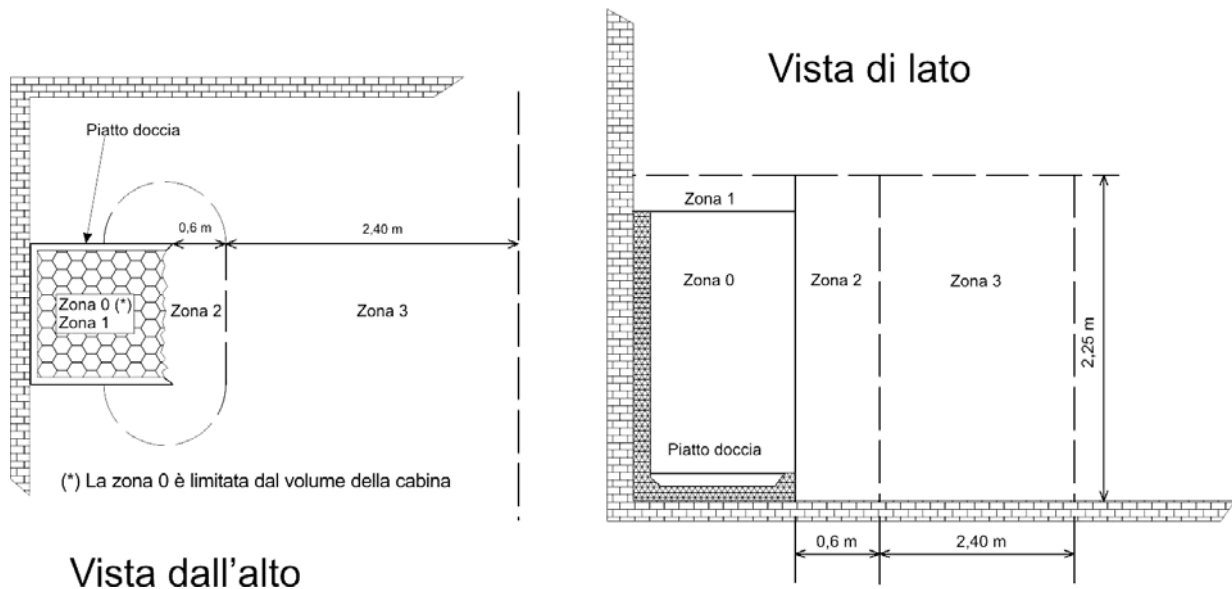 Piatto doccia
0,6 m
2,40 m
Zona 0 (*)
Zona 1
Zona 2
Zona 3
(*) La zona 0 è limitata dal volume della cabina
Vista dall'alto
Vista di lato
Zona 1
Zona 0
Zona 2
Zona 3
2,25 m
Piatto doccia
0,6 m
2,40 m